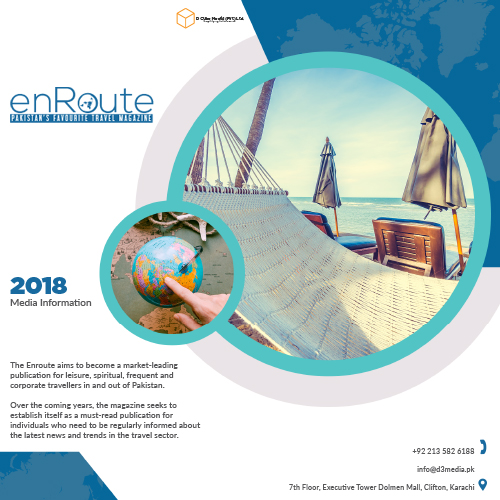 enRoute
PAKISTAN'S FAVOURITE TRAVEL MAGAZINE
2018
Media Information
The Enroute aims to become a market-leading
publication for leisure, spiritual, frequent and
corporate travellers in and out of Pakistan.
Over the coming years, the magazine seeks to
establish itself as a must-read publication for
individuals who need to be regularly informed about
the latest news and trends in the travel sector.
+92 213 582 6188
info@d3media.pk
7th Floor, Executive Tower Dolmen Mall, Clifton, Karachi